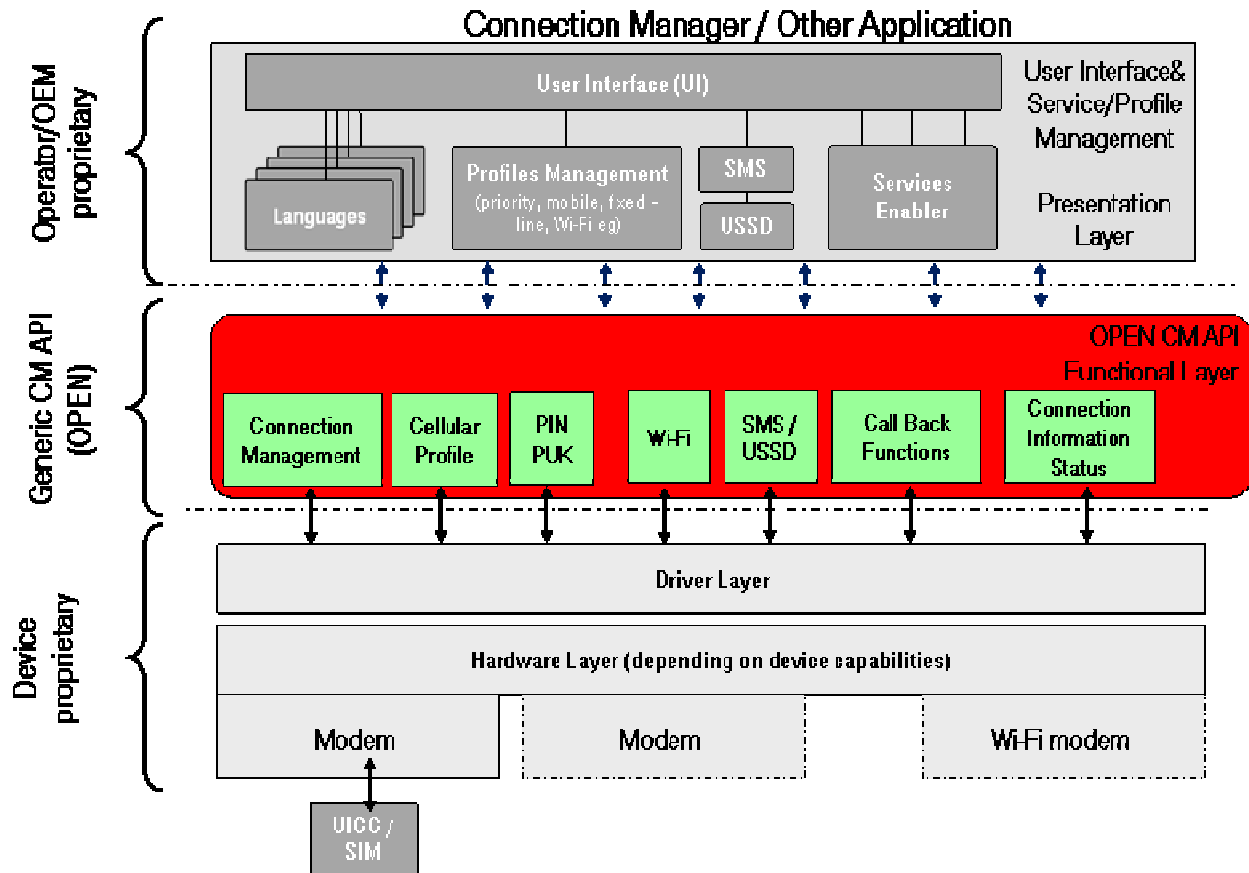 Connection Manager / Other Application
Operator/OEM
proprietary
User Interface (UI)
User Interface&
Service/Profile
Management
Presentation
Layer
Languages
Profiles Management
(priority, mobile, fixed –
line, Wi-Fi eg)
SMS
USSD
Services
Enabler
Generic CM API
(OPEN)
OPEN CM API
Functional Layer
Connection
Management
Cellular
Profile
PIN
PUK
Wi-Fi
SMS /
USSD
Call Back
Functions
Connection
Information
Status
Device
proprietary
Driver Layer
Hardware Layer (depending on device capabilities)
Modem
Modem
Wi-Fi modem
UICC /
SIM